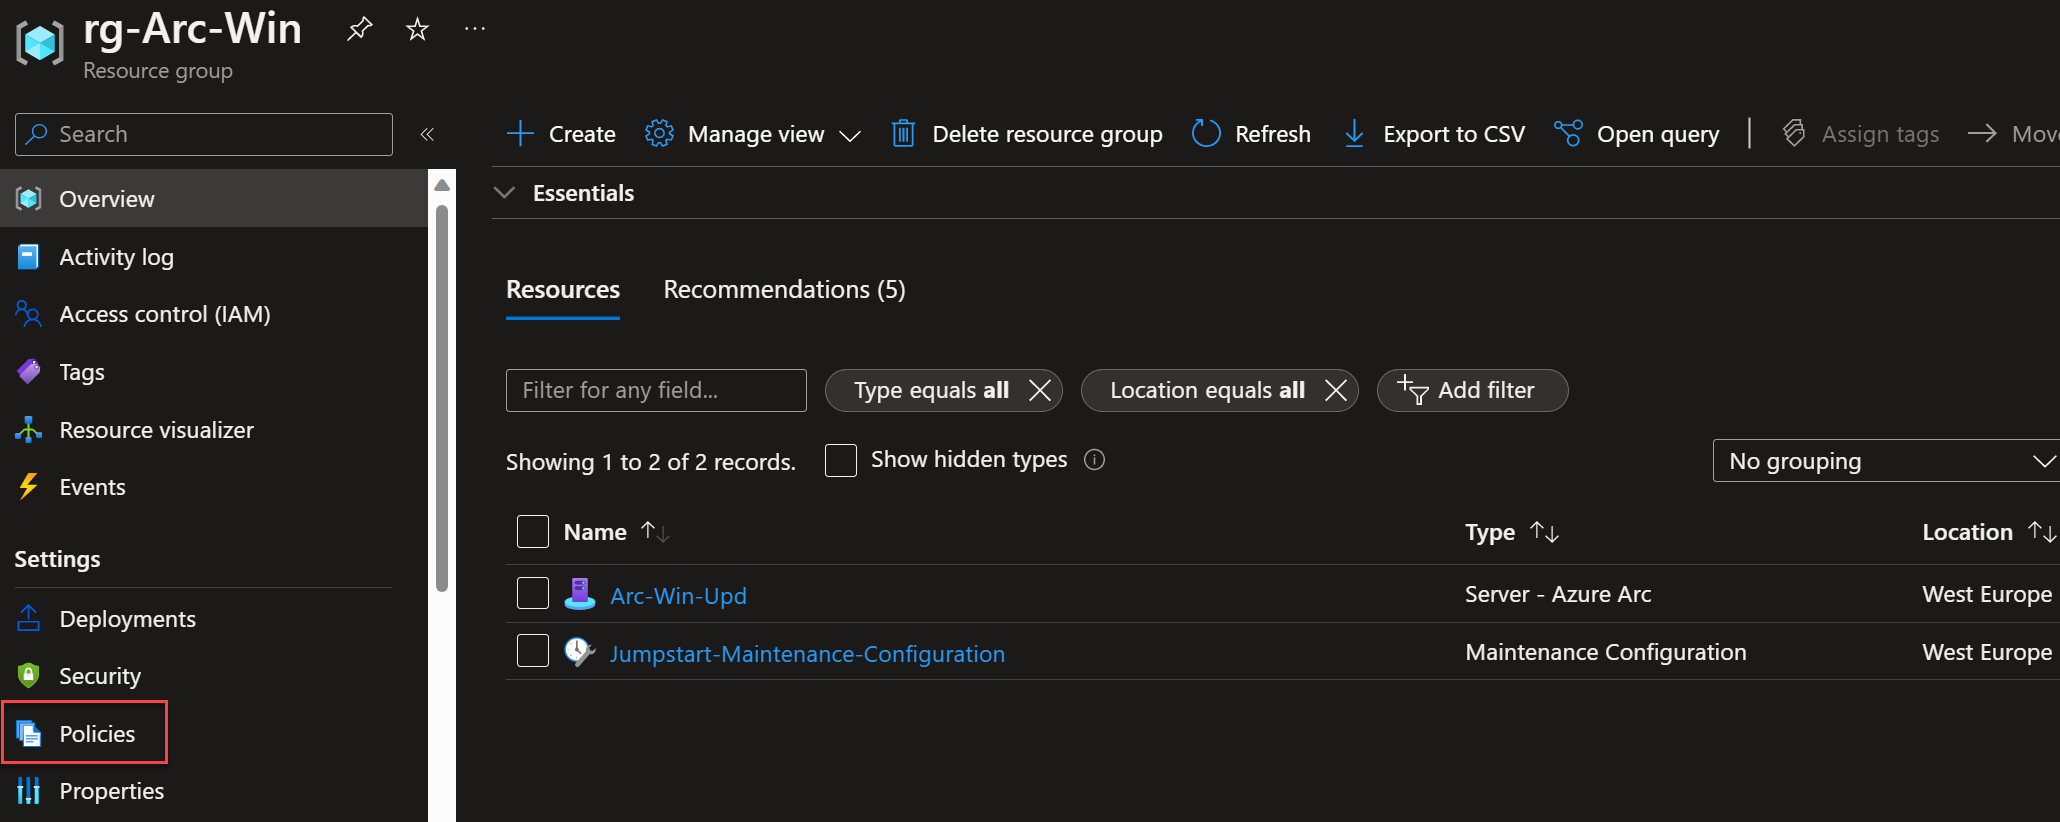 rg-Arc-Win
Resource group
Search
Create
Manage view
Delete resource group
Refresh
Export to CSV
Open query
Assign tags
Move
Overview
Activity log
Access control (IAM)
Tags
Resource visualizer
Events
Settings
Deployments
Security
Policies
Properties
Essentials
Resources
Recommendations (5)
Filter for any field...
Type equals all
Location equals all
Add filter
Showing 1 to 2 of 2 records.
Show hidden types
No grouping
Name
Type
Location
Arc-Win-Upd
Server - Azure Arc
West Europe
Jumpstart-Maintenance-Configuration
Maintenance Configuration
West Europe